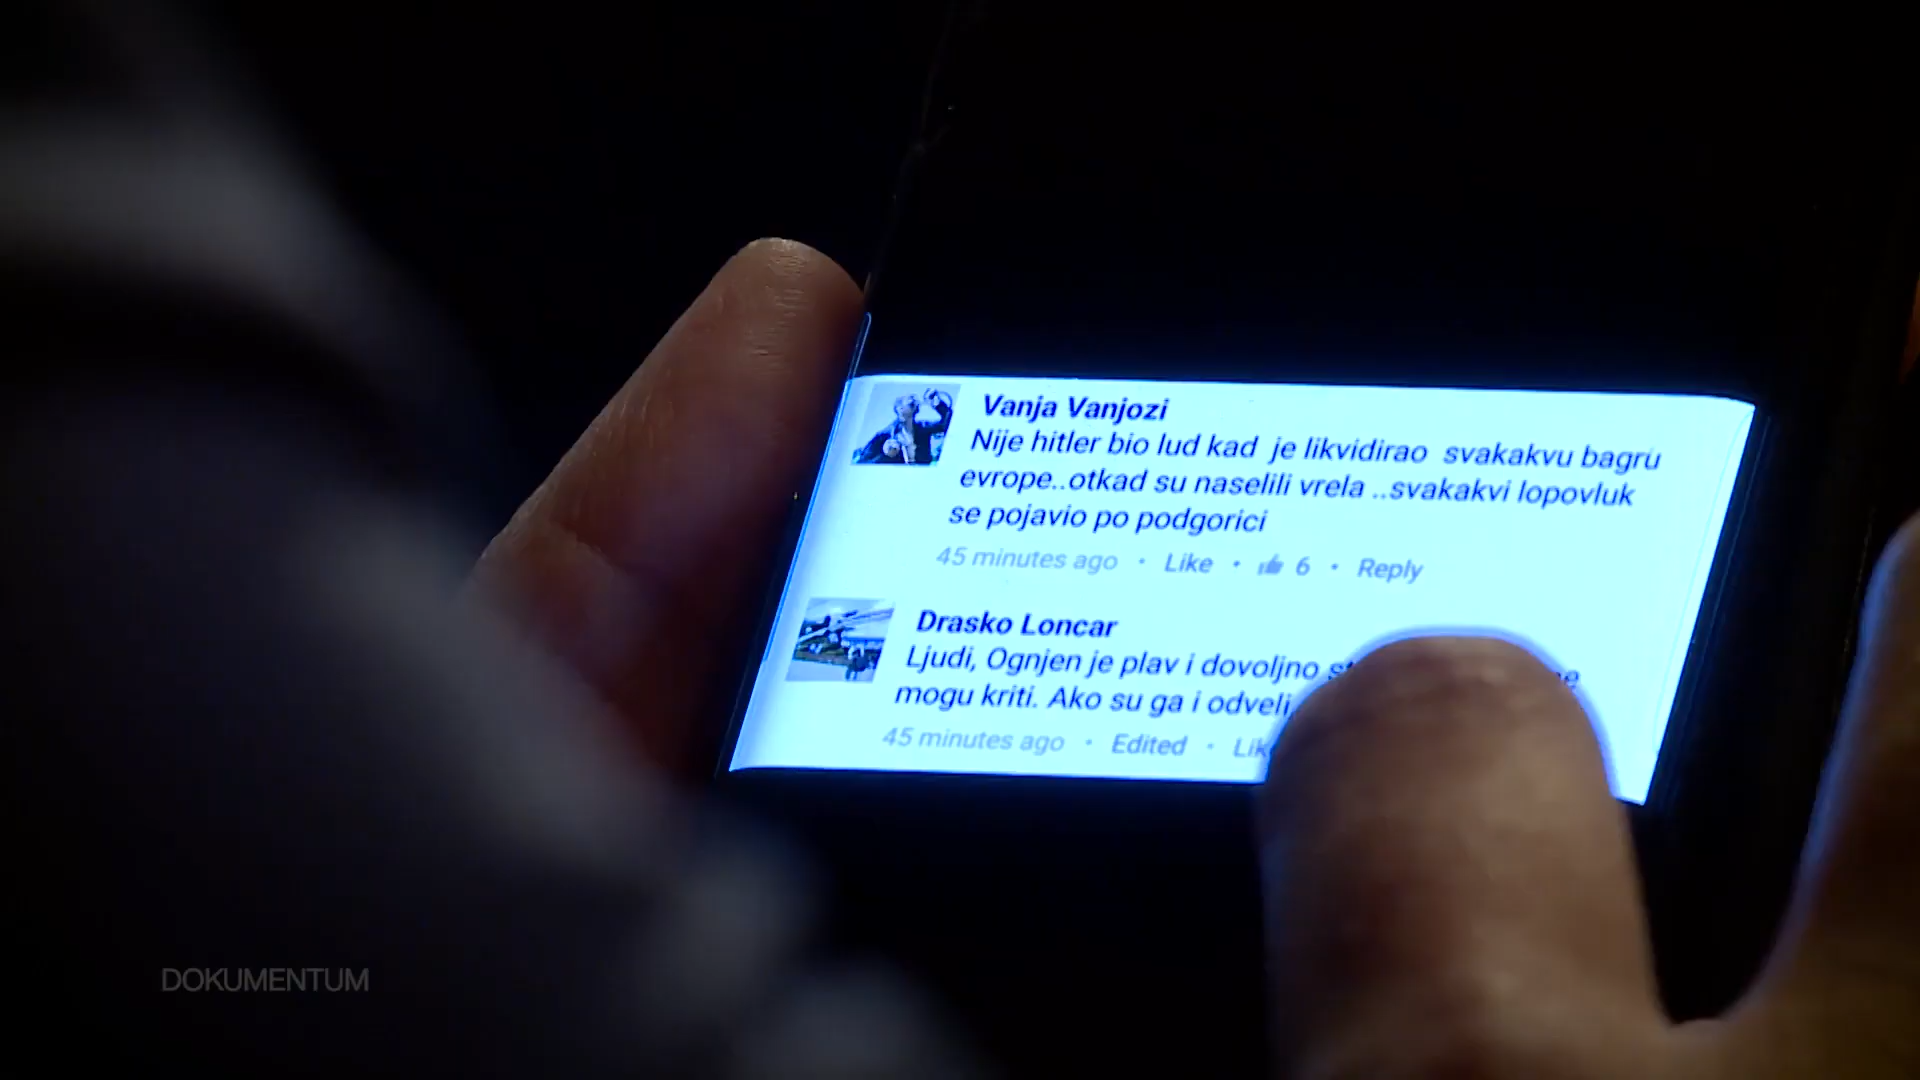 Vanja Vanjozi
Nije hitler bio lud kad je likvidirao svakakvu bagru
evrope..otkad su naselili vrela ..svakakvi lopovluk
se pojavio po podgorici
45 minutes ago • Like • 6 • Reply
Drasko Loncar
Ljudi, Ognjen je plav i dovoljno
mogu kriti. Ako su ga i odveli
45 minutes ago • Edited •
DOKUMENTUM